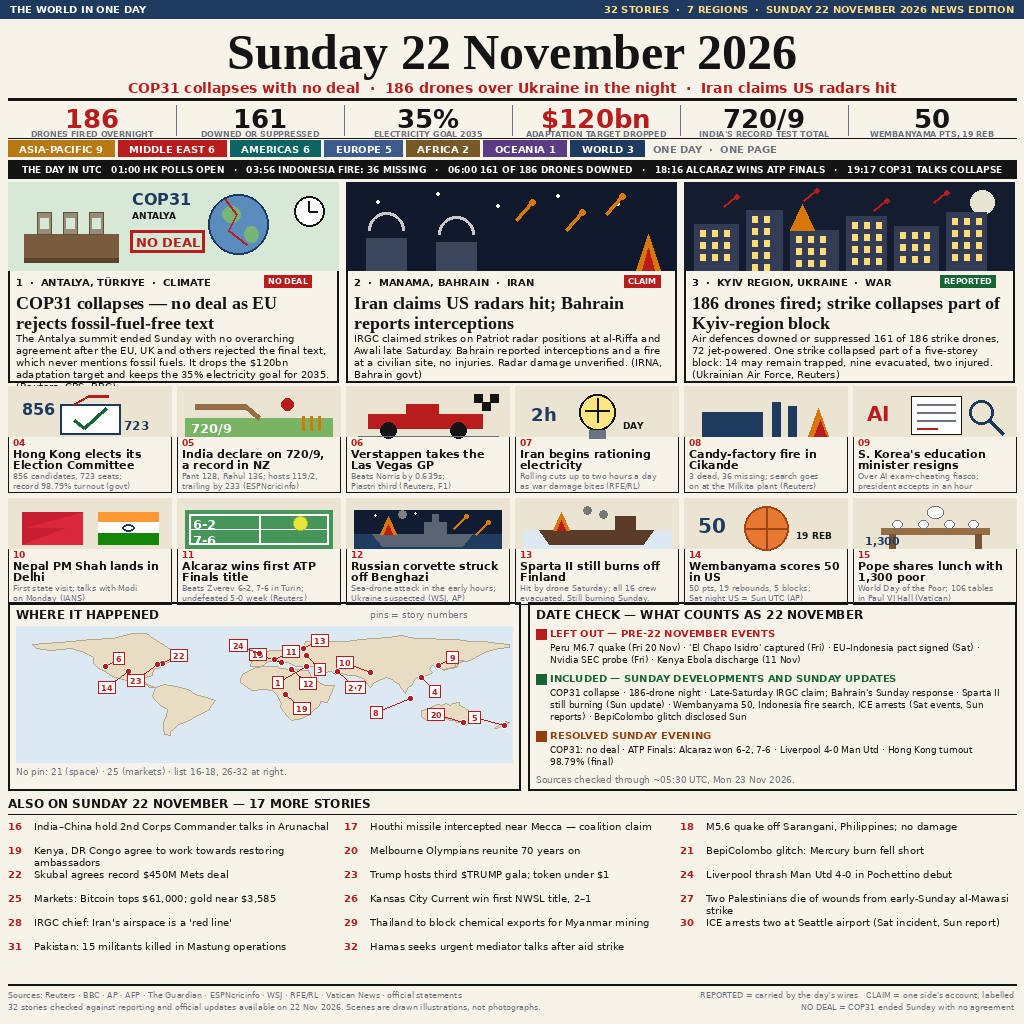 THE WORLD IN ONE DAY
32 STORIES · 7 REGIONS · SUNDAY 22 NOVEMBER 2026 NEWS EDITION
Sunday 22 November 2026
COP31 collapses with no deal · 186 drones over Ukraine in the night · Iran claims US radars hit
186 161 35% $120bn 720/9 50
DRONES FIRED OVERNIGHT DOWNED OR SUPPRESSED ELECTRICITY GOAL 2035 ADAPTATION TARGET DROPPED INDIA'S RECORD TEST TOTAL WEMBANYAMA PTS, 19 REB
ASIA-PACIFIC 9 MIDDLE EAST 6 AMERICAS 6 EUROPE 5 AFRICA 2 OCEANIA 1 WORLD 3 ONE DAY · ONE PAGE
THE DAY IN UTC 01:00 HK POLLS OPEN · 03:56 INDONESIA FIRE: 36 MISSING · 06:00 161 OF 186 DRONES DOWNED · 18:16 ALCARAZ WINS ATP FINALS · 19:17 COP31 TALKS COLLAPSE
COP31
ANTALYA
NO DEAL
1 · ANTALYA, TÜRKIYE · CLIMATE
NO DEAL
COP31 collapses — no deal as EU
rejects fossil-fuel-free text
The Antalya summit ended Sunday with no overarching
agreement after the EU, UK and others rejected the final text,
which never mentions fossil fuels. It dropped the $120bn
adaptation target and keeps the 35% electricity goal for 2035.
(Reuters, CPS, BBC)
2 · MANAMA, BAHRAIN · IRAN
CLAIM
Iran claims US radars hit; Bahrain
reports interceptions
IRGC claimed strikes on Patriot radar positions at al-Riffa and
Awali late Saturday. Bahrain reported interceptions and a fire
at a civilian site, no injuries. Radar damage unverified. (IRNA,
Bahrain govt)
3 · KYIV REGION, UKRAINE · WAR
REPORTED
186 drones fired; strike collapses part of
Kyiv-region block
Air defences downed or suppressed 161 of 186 strike drones,
72 jet-powered. One strike collapsed part of a five-storey
block: 14 may remain trapped, nine evacuated, two injured.
(Ukrainian Air Force, Reuters)
856
723
04
Hong Kong elects its
Election Committee
856 candidates, 723 seats;
record 98.79% turnout (govt)
720/9
05
India declare on 720/9,
a record in NZ
Pant 128, Rahul 136; hosts 119/2,
trailing by 233 (ESPNcricinfo)
06
Verstappen takes the
Las Vegas GP
Beats Norris by 0.639s;
Piastri third (Reuters, F1)
2h
DAY
07
Iran begins rationing
electricity
Rolling cuts up to two hours a day
as war damage bites (RFE/RL)
08
Candy-factory fire in
Cikande
3 dead, 36 missing; search goes
on at the Milkita plant (Reuters)
AI
09
S. Korea's education
minister resigns
Over AI exam-cheating fiasco;
president accepts in an hour
10
Nepal PM Shah lands in
Delhi
First state visit; talks with Modi
on Monday (IANS)
6-2
7-6
11
Alcaraz wins first ATP
Finals title
Beats Zverev 6-2, 7-6 in Turin;
undefeated 5-0 week (Reuters)
12
Russian corvette struck
off Benghazi
Sea-drone attack in the early hours;
Ukraine suspected (WSJ, AP)
13
Sparta II still burns off
Finland
Hit by drone Saturday; all 16 crew
evacuated. Still burning Sunday.
50
19 REB
14
Wembanyama scores 50
in US
50 pts, 19 rebounds, 5 blocks;
Sat night US = Sun UTC (AP)
1,300
15
Pope shares lunch with
1,300 poor
World Day of the Poor; 106 tables
in Paul VI Hall (Vatican)
WHERE IT HAPPENED
pins = story numbers
6 22 14 23 24 15 11 13 3 1 12 10 2·7 19 9 4 8 20 5
No pin: 21 (space) · 25 (markets) · list 16-18, 26-32 at right.
DATE CHECK — WHAT COUNTS AS 22 NOVEMBER
LEFT OUT — PRE-22 NOVEMBER EVENTS
Peru M6.7 quake (Fri 20 Nov) · 'El Chapo Isidro' captured (Fri) · EU–Indonesia pact signed (Sat) ·
Nvidia SEC probe (Fri) · Kenya Ebola discharge (11 Nov)
INCLUDED — SUNDAY DEVELOPMENTS AND SUNDAY UPDATES
COP31 collapse · 186-drone night · Late-Saturday IRGC claim; Bahrain's Sunday response · Sparta II
still burning (Sun update) · Wembanyama 50, Indonesia fire search, ICE arrests (Sat events, Sun
reports) · BepiColombo glitch disclosed Sun
RESOLVED SUNDAY EVENING
COP31: no deal · ATP Finals: Alcaraz won 6-2, 7-6 · Liverpool 4-0 Man Utd · Hong Kong turnout
98.79% (final)
Sources checked through ~05:30 UTC, Mon 23 Nov 2026.
ALSO ON SUNDAY 22 NOVEMBER — 17 MORE STORIES
16 India–China hold 2nd Corps Commander talks in Arunachal
17 Houthi missile intercepted near Mecca — coalition claim
18 M5.6 quake off Sarangani, Philippines; no damage
19 Kenya, DR Congo agree to work towards restoring
ambassadors
20 Melbourne Olympians reunite 70 years on
21 BepiColombo glitch: Mercury burn fell short
22 Skubal agrees record $450M Mets deal
23 Trump hosts third $TRUMP gala; token under $1
24 Liverpool thrash Man Utd 4-0 in Pochettino debut
25 Markets: Bitcoin tops $61,000; gold near $3,585
26 Kansas City Current win first NWSL title, 2–1
27 Two Palestinians die of wounds from early-Sunday al-Mawasi
strike
28 IRGC chief: Iran's airspace is a 'red line'
29 Thailand to block chemical exports for Myanmar mining
30 ICE arrests two at Seattle airport (Sat incident, Sun report)
31 Pakistan: 15 militants killed in Mastung operations
32 Hamas seeks urgent mediator talks after aid strike
Sources: Reuters · BBC · AP · AFP · The Guardian · ESPNcricinfo · WSJ · RFE/RL · Vatican News · official statements
REPORTED = carried by the day's wires CLAIM = one side's account, labelled
32 stories checked against reporting and official updates available on 22 Nov 2026. Scenes are drawn illustrations, not photographs.
NO DEAL = COP31 ended Sunday with no agreement